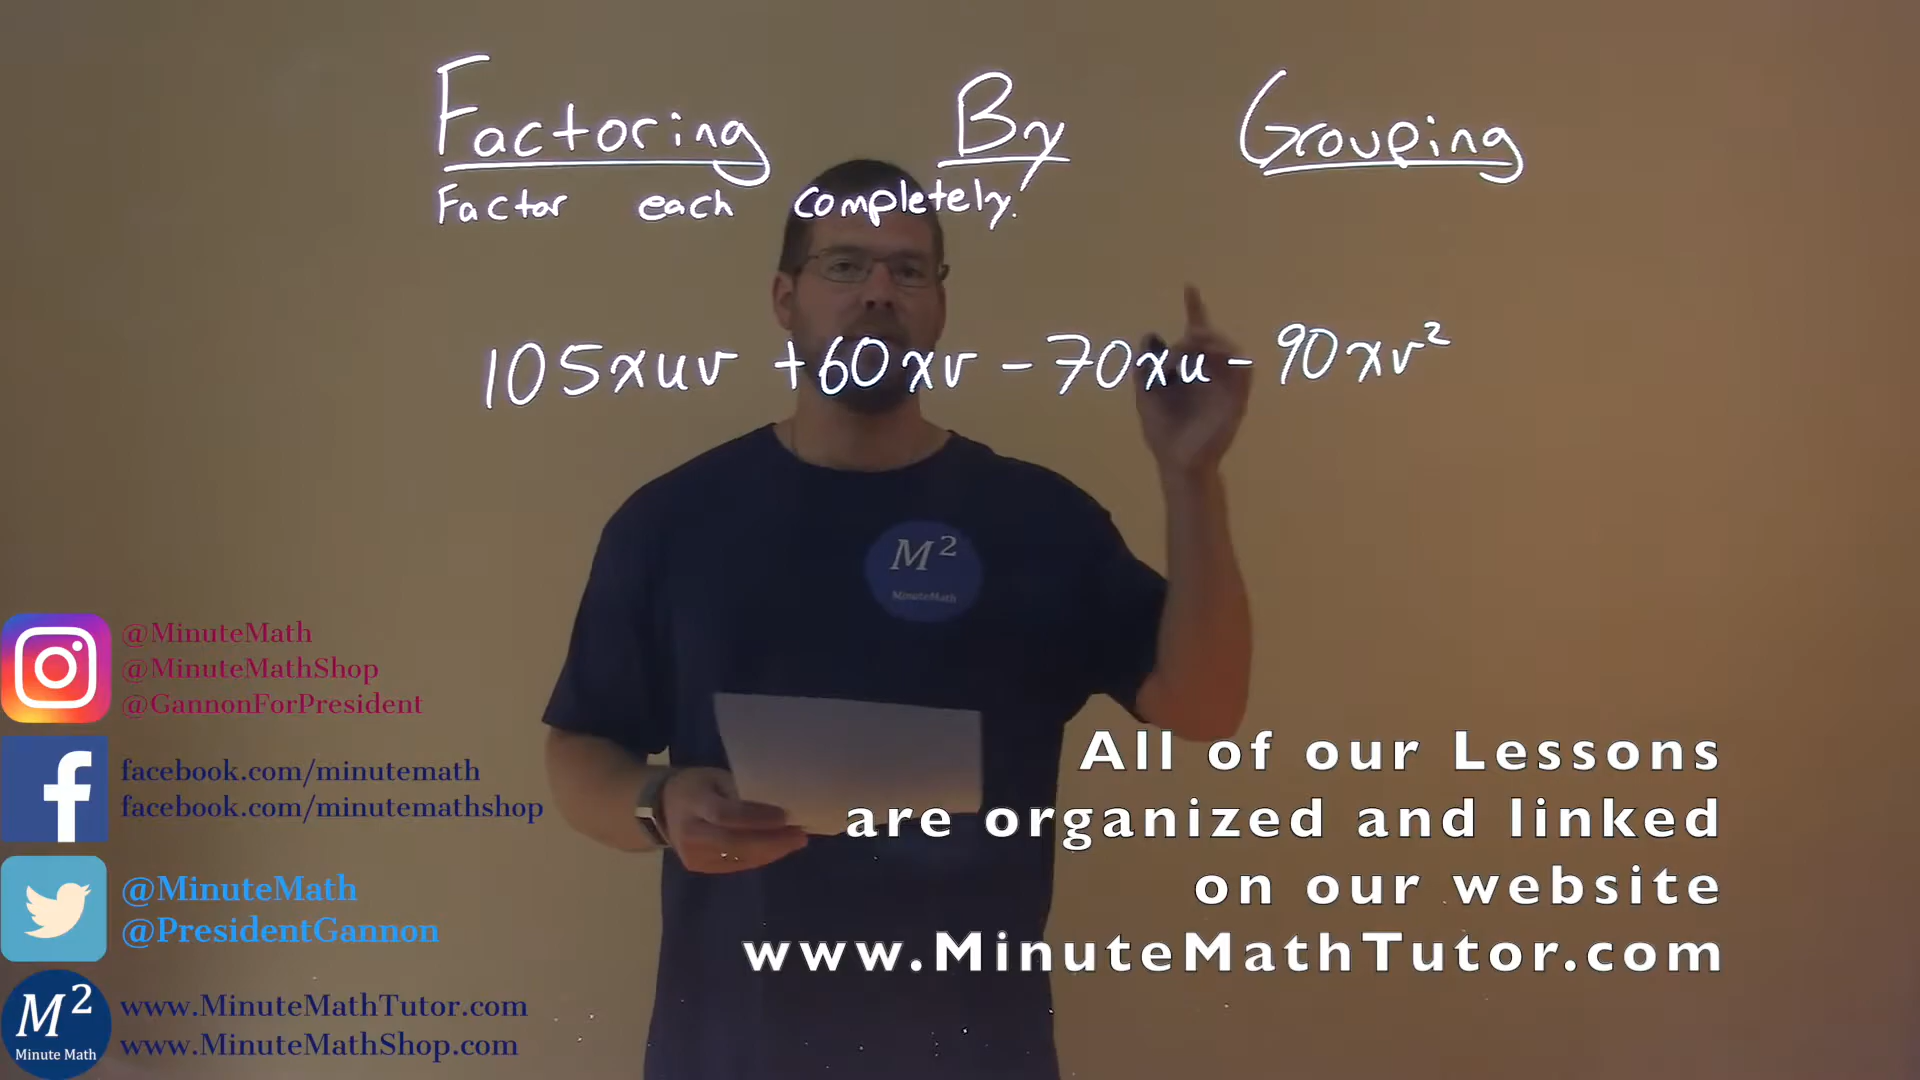 Factoring By Grouping
Factor each completely.
105xuv + 60xv - 70xu - 90xv²
M²
MinuteMath
@MinuteMath
@MinuteMathShop
@GannonForPresident
facebook.com/minutemath
facebook.com/minutemathshop
@MinuteMath
@PresidentGannon
M²
Minute Math
www.MinuteMathTutor.com
www.MinuteMathShop.com
All of our Lessons
are organized and linked
on our website
www.MinuteMathTutor.com